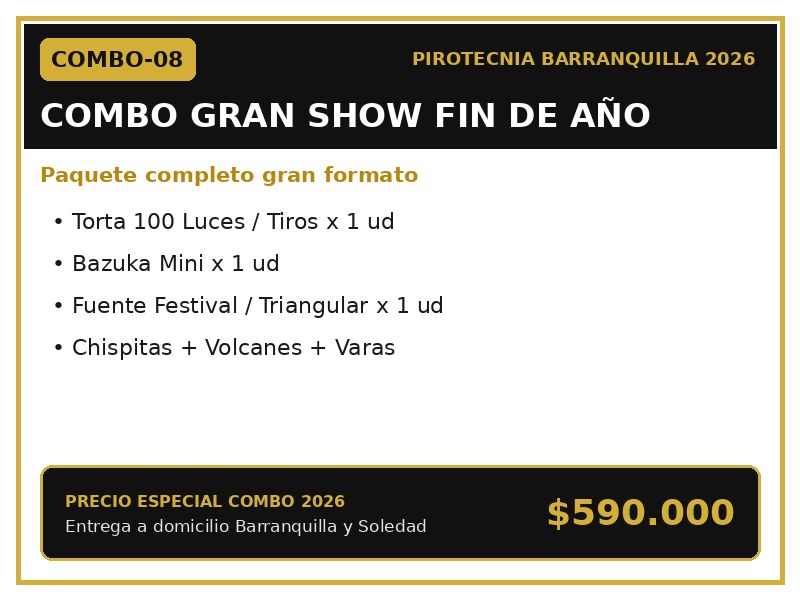 COMBO-08
PIROTECNIA BARRANQUILLA 2026
COMBO GRAN SHOW FIN DE AÑO
Paquete completo gran formato
• Torta 100 Luces / Tiros x 1 ud
• Bazuka Mini x 1 ud
• Fuente Festival / Triangular x 1 ud
• Chispitas + Volcanes + Varas
PRECIO ESPECIAL COMBO 2026
Entrega a domicilio Barranquilla y Soledad
$590.000